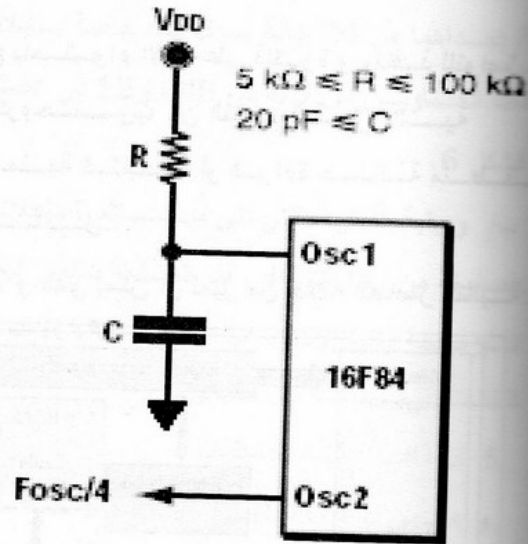 VDD
5 kΩ ≤ R ≤ 100 kΩ
20 pF ≤ C
R
Osc1
C
16F84
Fosc/4
Osc2